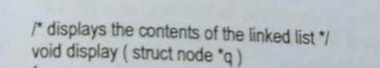 /* displays the contents of the linked list */
void display ( struct node *q )